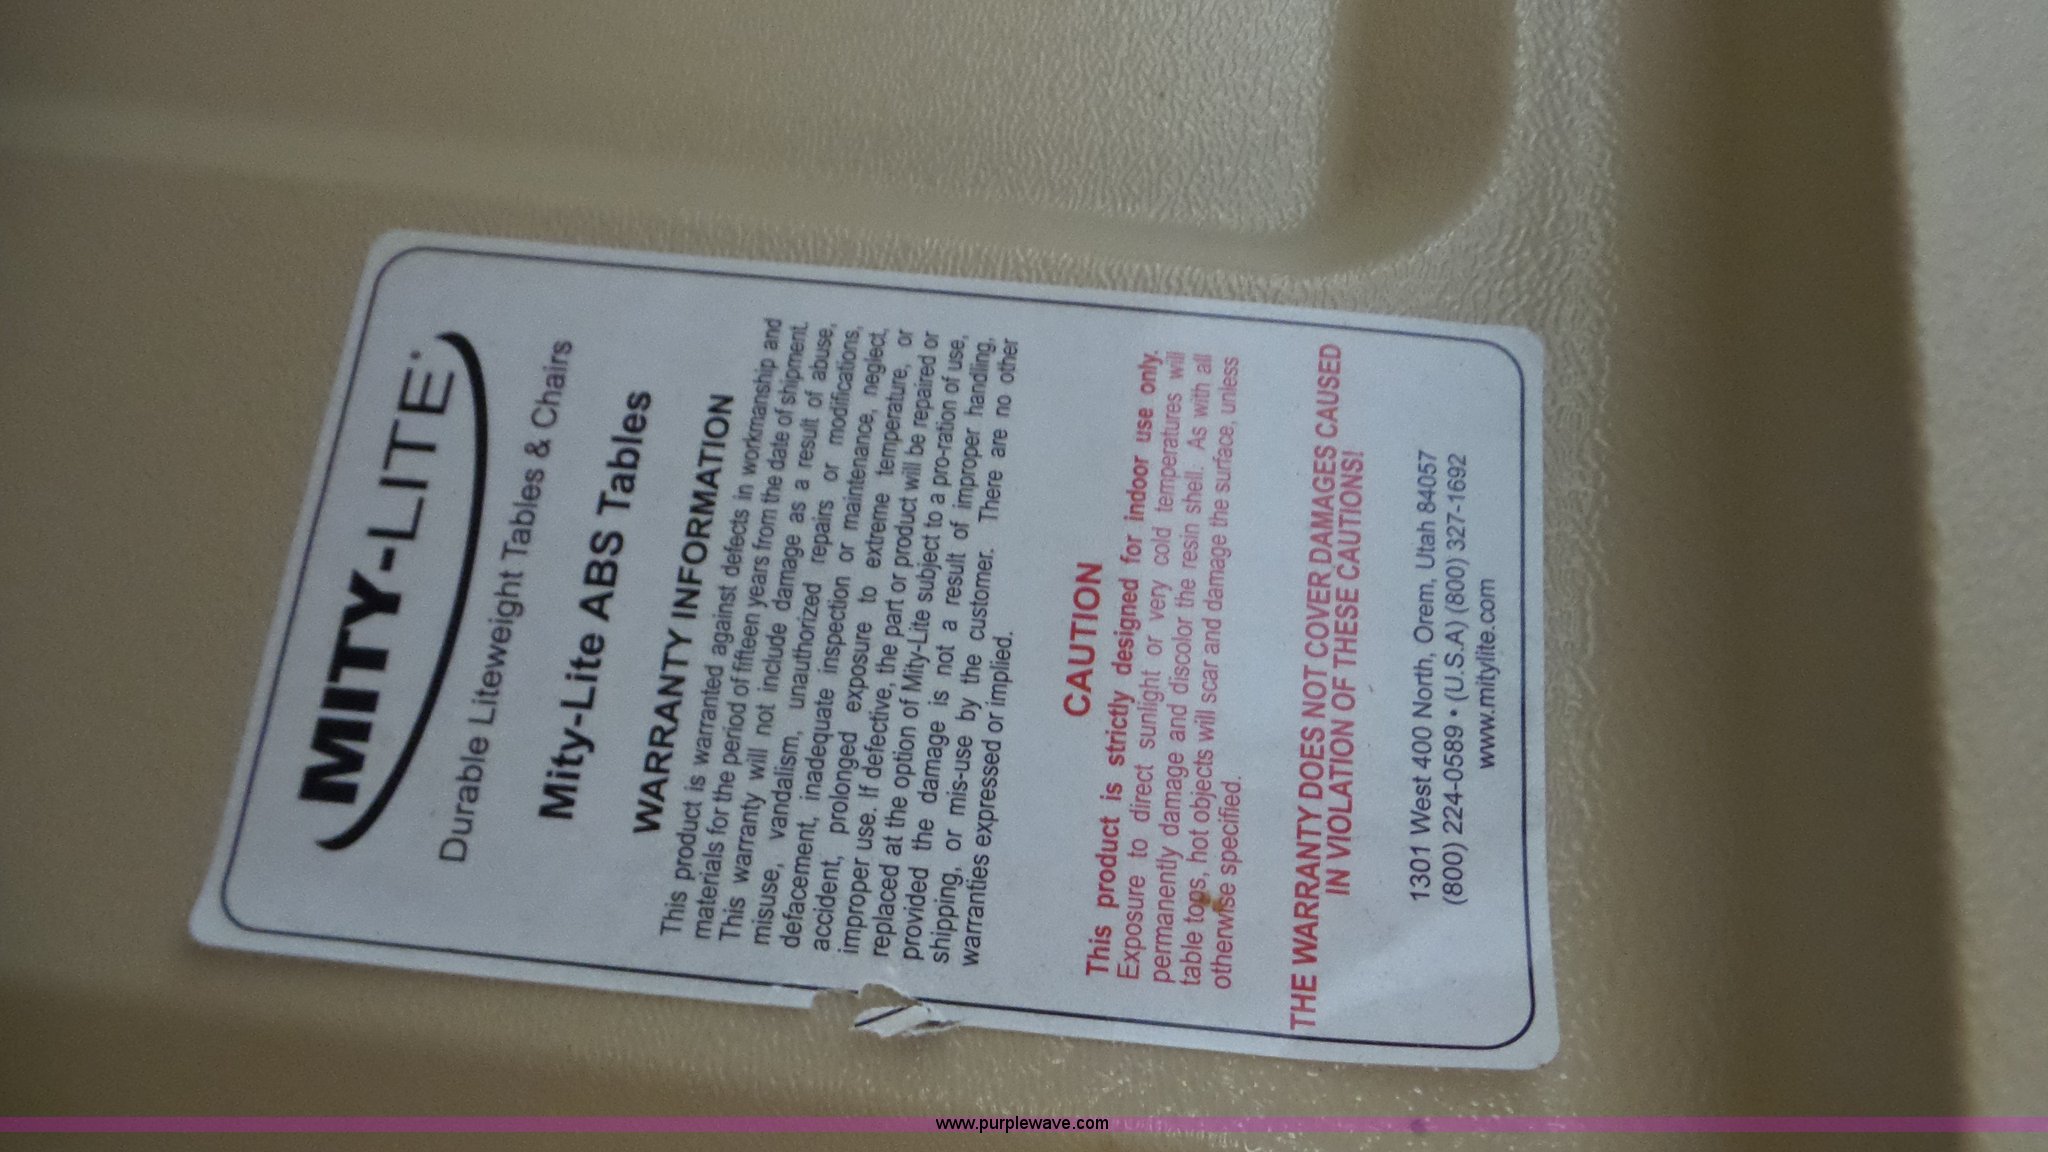 MITY-LITE®
Durable Liteweight Tables & Chairs
Mity-Lite ABS Tables
WARRANTY INFORMATION
This product is warranted against defects in workmanship and
materials for the period of fifteen years from the date of shipment.
This warranty will not include damage as a result of abuse,
misuse, vandalism, unauthorized repairs or modifications,
defacement, inadequate inspection or maintenance, neglect,
accident, prolonged exposure to extreme temperature, or
improper use. If defective, the part or product will be repaired or
replaced at the option of Mity-Lite subject to a pro-ration of use,
provided the damage is not a result of improper handling,
shipping, or mis-use by the customer. There are no other
warranties expressed or implied.
CAUTION
This product is strictly designed for indoor use only.
Exposure to direct sunlight or very cold temperatures will
permanently damage and discolor the resin shell. As with all
table tops, hot objects will scar and damage the surface, unless
otherwise specified.
THE WARRANTY DOES NOT COVER DAMAGES CAUSED
IN VIOLATION OF THESE CAUTIONS!
1301 West 400 North, Orem, Utah 84057
(800) 224-0589 • (U.S.A) (800) 327-1692
www.mitylite.com
www.purplewave.com